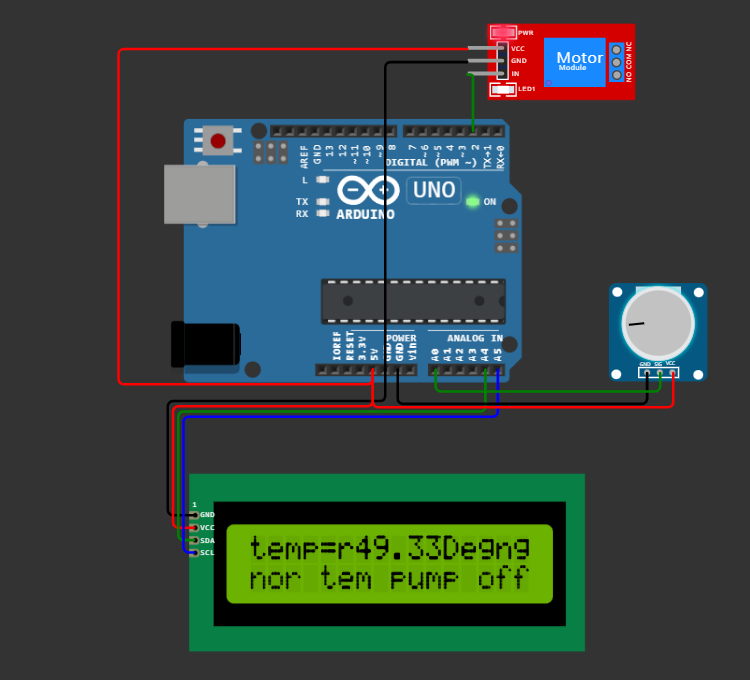 PWR
VCC
GND
IN
LED1
Motor
Module
NO COM NC
AREF
GND
13
12
~11
~10
~9
8
7
~6
~5
4
~3
2
TX→1
RX←0
DIGITAL (PWM ~)
L
TX
RX
UNO
ON
ARDUINO
POWER
ANALOG IN
IOREF
RESET
3.3V
5V
GND
GND
Vin
A0
A1
A2
A3
A4
A5
GND SIG VCC
1
GND
VCC
SDA
SCL
temp=r49.33Degng
nor tem pump off